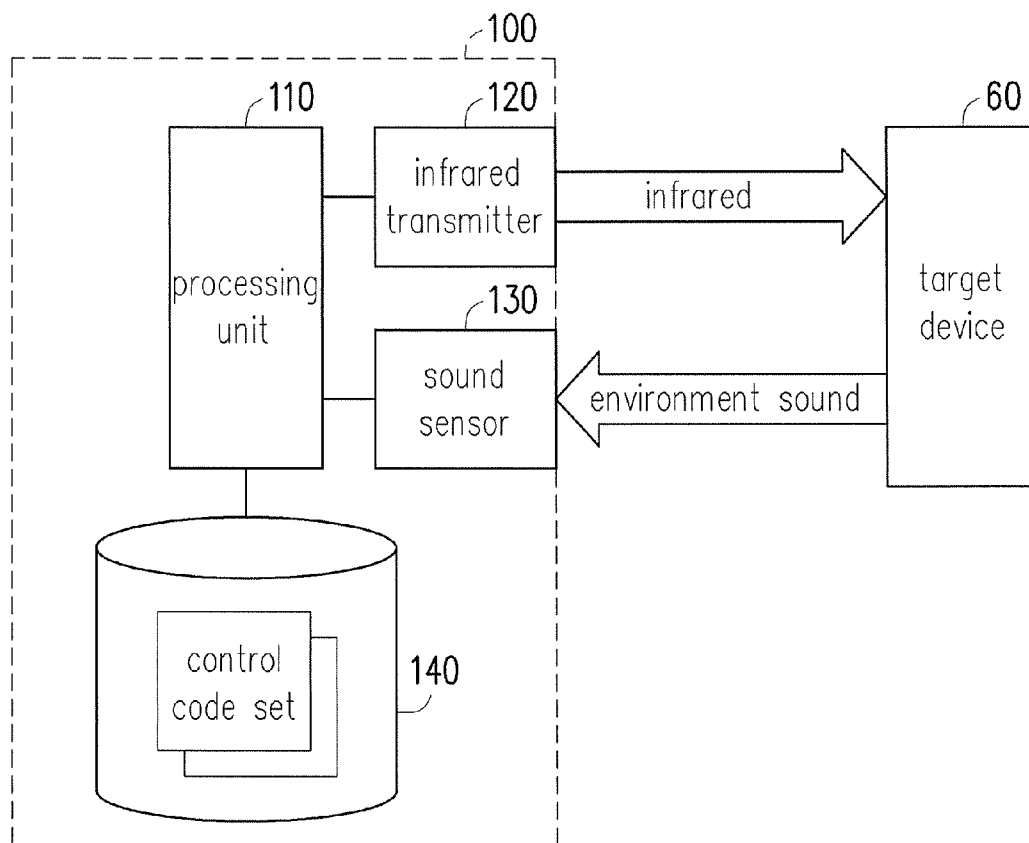 100
110
120
60
processing
unit
infrared
transmitter
infrared
target
device
130
sound
sensor
environment sound
control
code set
140